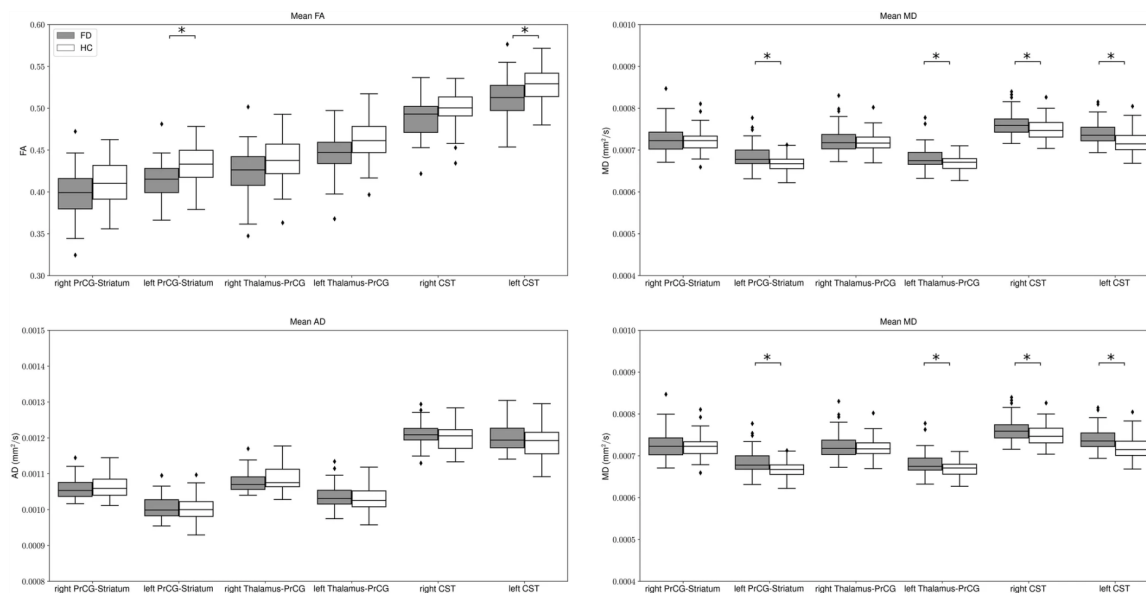 Mean FA
0.60
0.55
0.50
0.45
0.40
0.35
0.30
FA
FD
HC
*
*
right PrCG-Striatum left PrCG-Striatum right Thalamus-PrCG left Thalamus-PrCG right CST left CST
Mean MD
0.0010
0.0009
0.0008
0.0007
0.0006
0.0005
0.0004
MD (mm²/s)
*
*
*
*
right PrCG-Striatum left PrCG-Striatum right Thalamus-PrCG left Thalamus-PrCG right CST left CST
Mean AD
0.0015
0.0014
0.0013
0.0012
0.0011
0.0010
0.0009
0.0008
AD (mm²/s)
right PrCG-Striatum left PrCG-Striatum right Thalamus-PrCG left Thalamus-PrCG right CST left CST
Mean MD
0.0010
0.0009
0.0008
0.0007
0.0006
0.0005
0.0004
MD (mm²/s)
*
*
*
*
right PrCG-Striatum left PrCG-Striatum right Thalamus-PrCG left Thalamus-PrCG right CST left CST